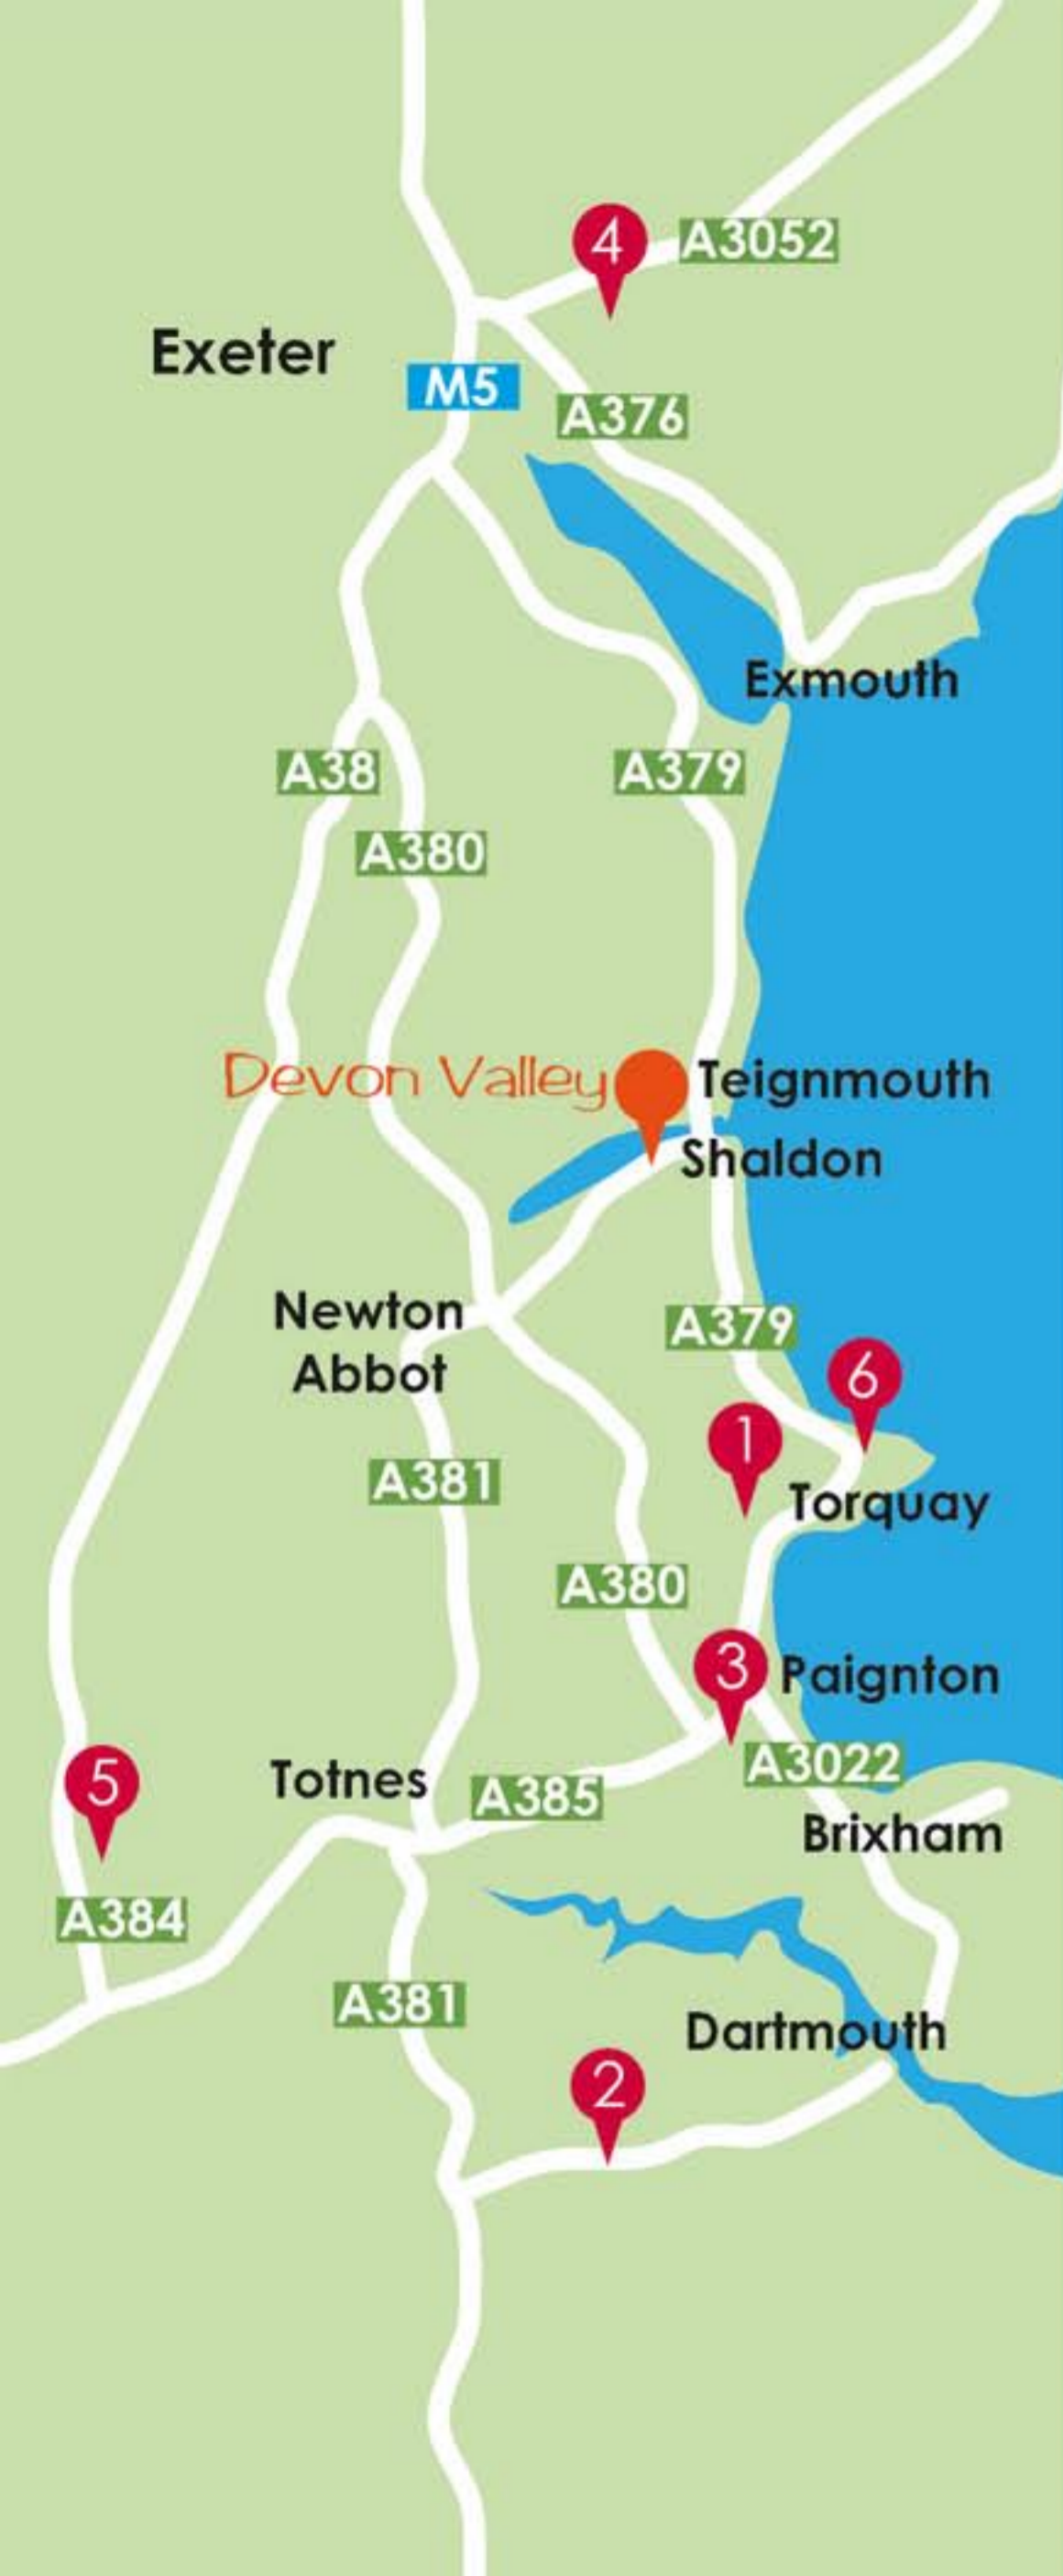 4
A3052
Exeter
M5
A376
Exmouth
A38
A379
A380
Devon Valley
Teignmouth
Shaldon
Newton
Abbot
A379
6
1
A381
Torquay
A380
3
Paignton
5
Totnes
A385
A3022
Brixham
A384
A381
Dartmouth
2